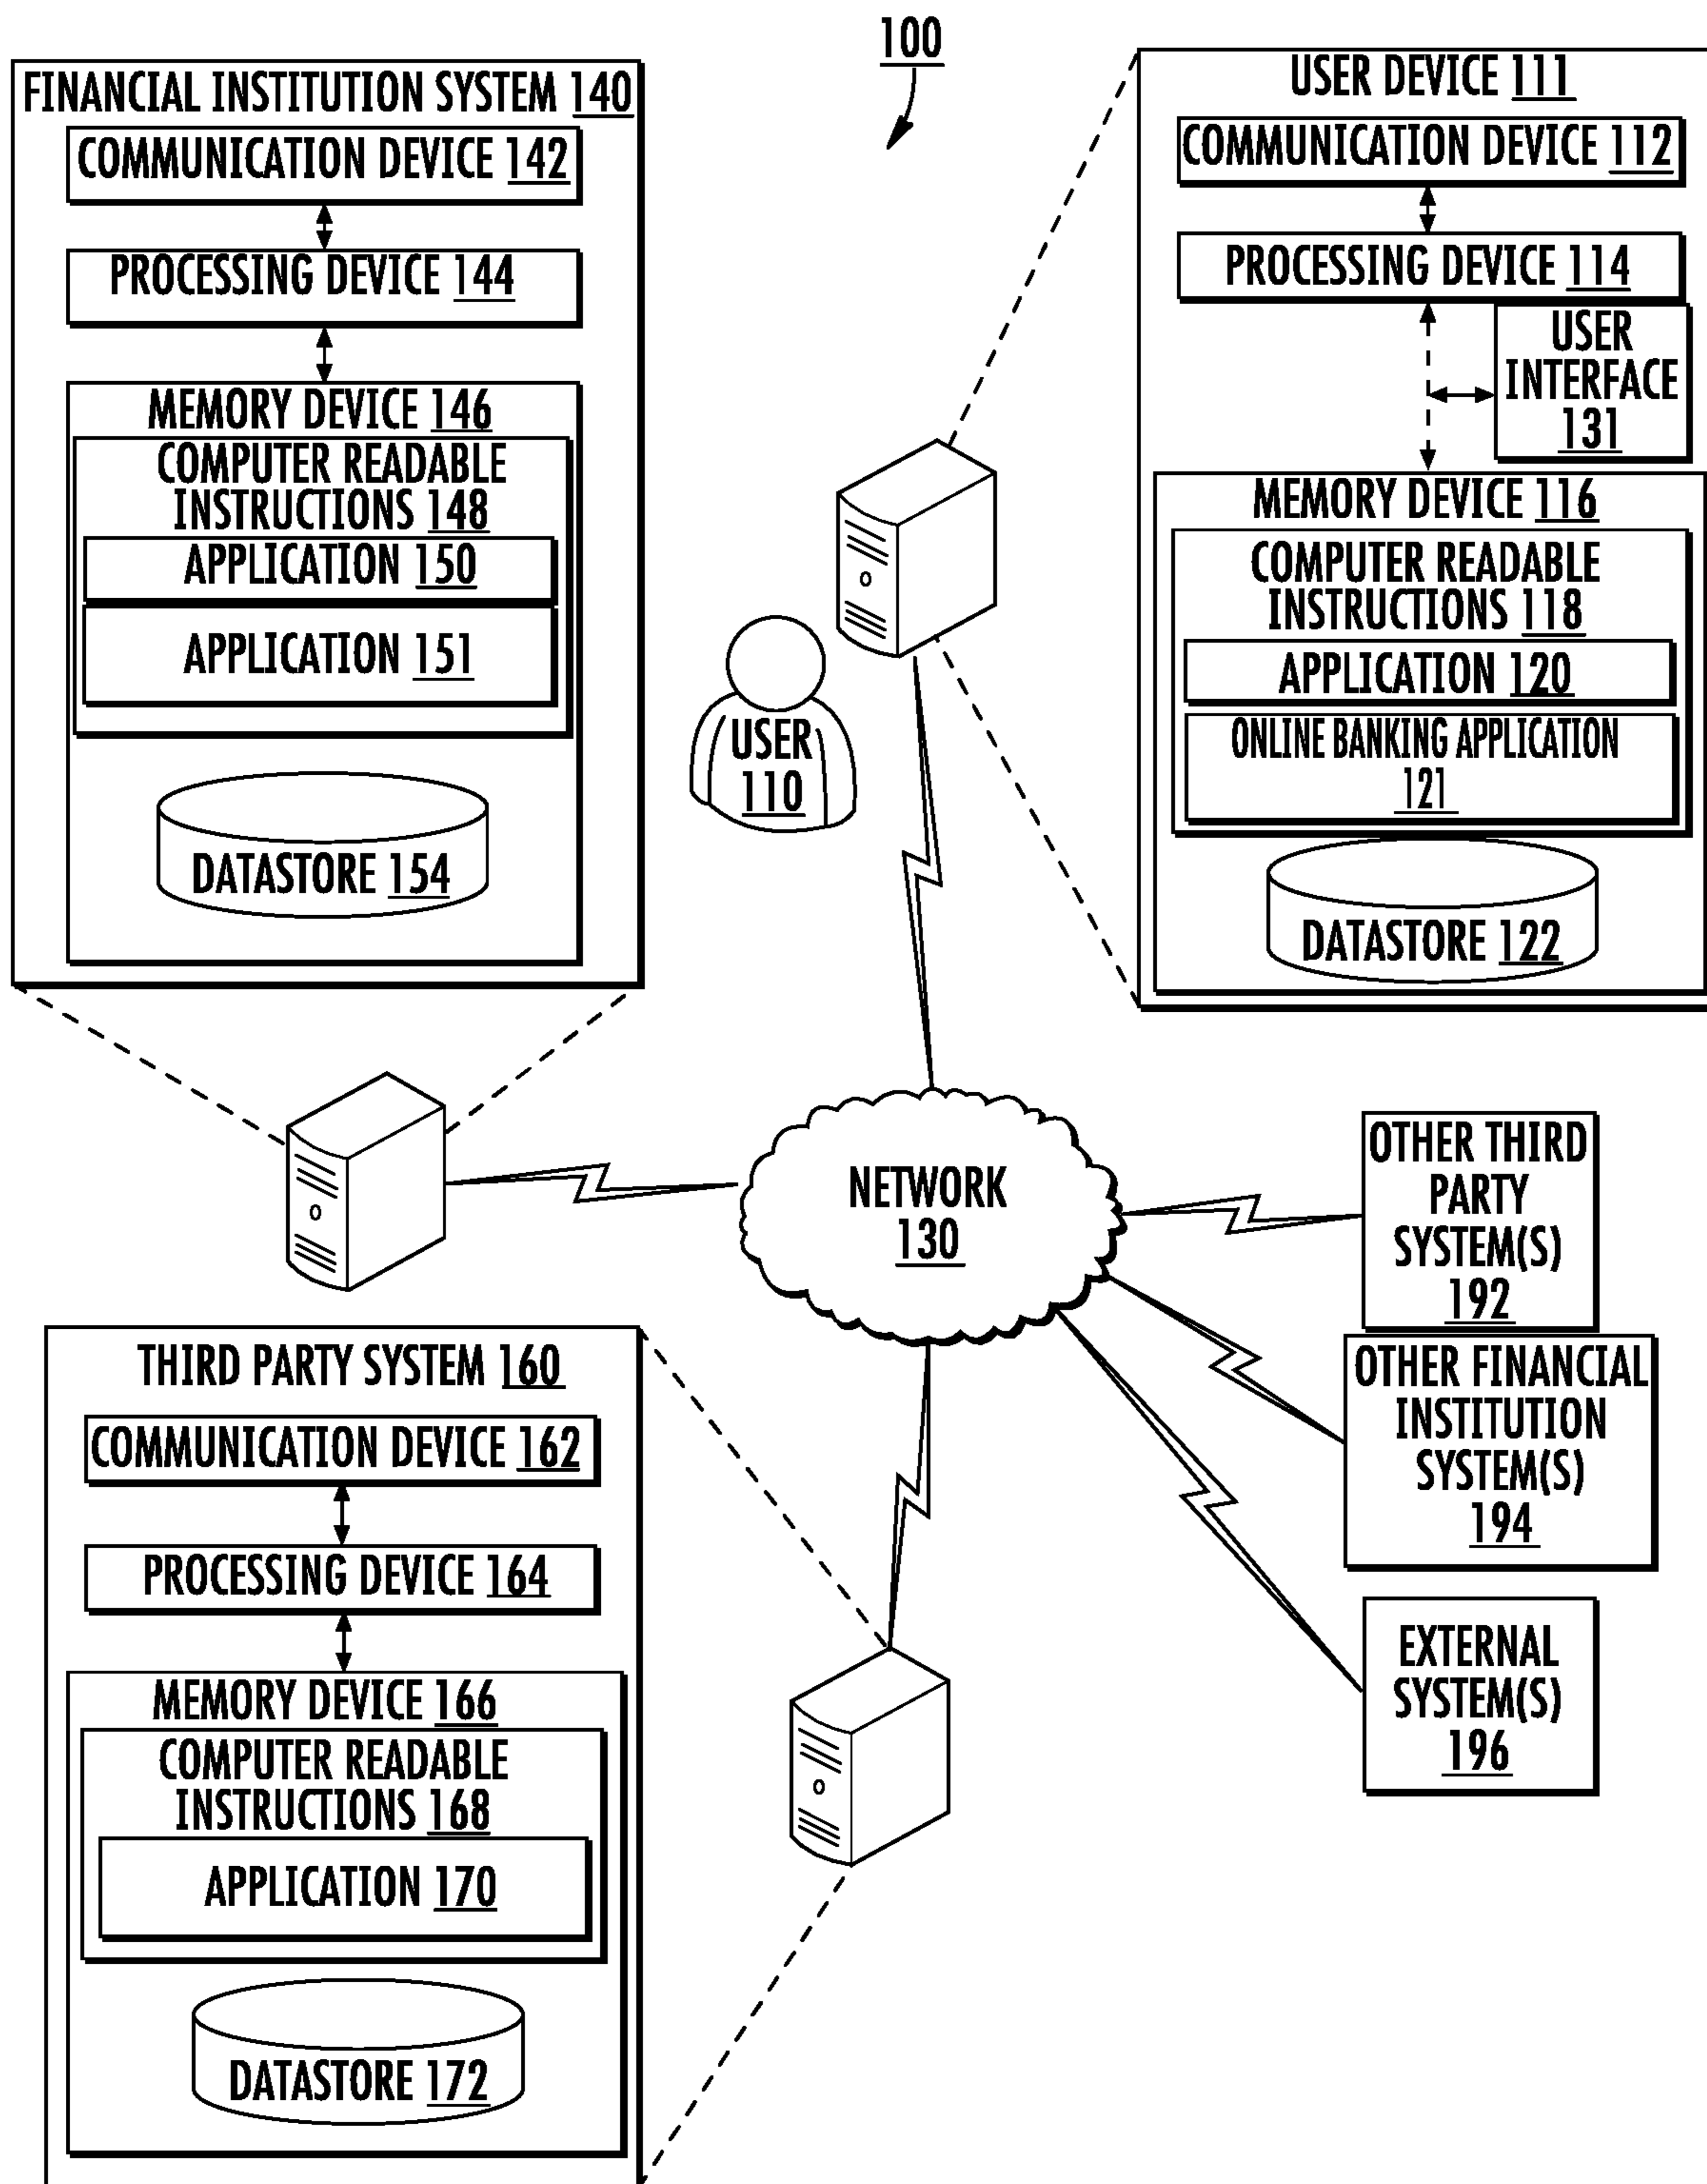 100
FINANCIAL INSTITUTION SYSTEM 140
COMMUNICATION DEVICE 142
PROCESSING DEVICE 144
MEMORY DEVICE 146
COMPUTER READABLE
INSTRUCTIONS 148
APPLICATION 150
APPLICATION 151
DATASTORE 154
USER DEVICE 111
COMMUNICATION DEVICE 112
PROCESSING DEVICE 114
USER
INTERFACE
131
MEMORY DEVICE 116
COMPUTER READABLE
INSTRUCTIONS 118
APPLICATION 120
ONLINE BANKING APPLICATION
121
DATASTORE 122
USER
110
NETWORK
130
OTHER THIRD
PARTY
SYSTEM(S)
192
OTHER FINANCIAL
INSTITUTION
SYSTEM(S)
194
EXTERNAL
SYSTEM(S)
196
THIRD PARTY SYSTEM 160
COMMUNICATION DEVICE 162
PROCESSING DEVICE 164
MEMORY DEVICE 166
COMPUTER READABLE
INSTRUCTIONS 168
APPLICATION 170
DATASTORE 172